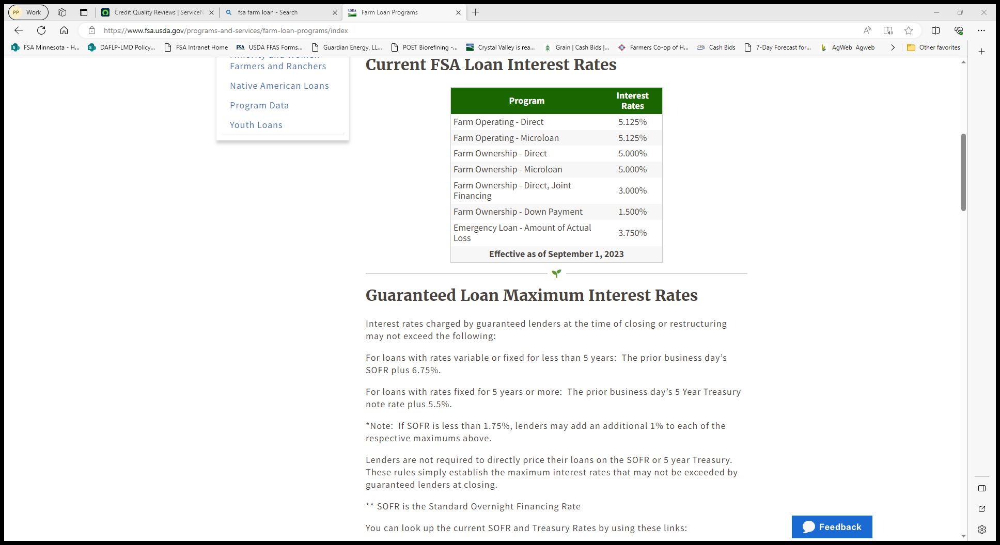 PP Work
Credit Quality Reviews | ServiceN
fsa farm loan - Search
USDA Farm Loan Programs
https://www.fsa.usda.gov/programs-and-services/farm-loan-programs/index
FSA Minnesota - H...
DAFLP-LMD Policy...
FSA Intranet Home
FSA USDA FFAS Forms...
Guardian Energy, LL...
POET Biorefining -...
Crystal Valley is rea...
Grain | Cash Bids |...
Farmers Co-op of H...
CHS Cash Bids
7-Day Forecast for...
AgWeb Agweb
Other favorites
Minority and Women
Farmers and Ranchers
Native American Loans
Program Data
Youth Loans
Current FSA Loan Interest Rates
Program Interest
Rates
Farm Operating - Direct 5.125%
Farm Operating - Microloan 5.125%
Farm Ownership - Direct 5.000%
Farm Ownership - Microloan 5.000%
Farm Ownership - Direct, Joint
Financing 3.000%
Farm Ownership - Down Payment 1.500%
Emergency Loan - Amount of Actual
Loss 3.750%
Effective as of September 1, 2023
Guaranteed Loan Maximum Interest Rates
Interest rates charged by guaranteed lenders at the time of closing or restructuring
may not exceed the following:
For loans with rates variable or fixed for less than 5 years:  The prior business day’s
SOFR plus 6.75%.
For loans with rates fixed for 5 years or more:  The prior business day’s 5 Year Treasury
note rate plus 5.5%.
*Note:  If SOFR is less than 1.75%, lenders may add an additional 1% to each of the
respective maximums above.
Lenders are not required to directly price their loans on the SOFR or 5 year Treasury.
These rules simply establish the maximum interest rates that may not be exceeded by
guaranteed lenders at closing.
** SOFR is the Standard Overnight Financing Rate
You can look up the current SOFR and Treasury Rates by using these links:
Feedback